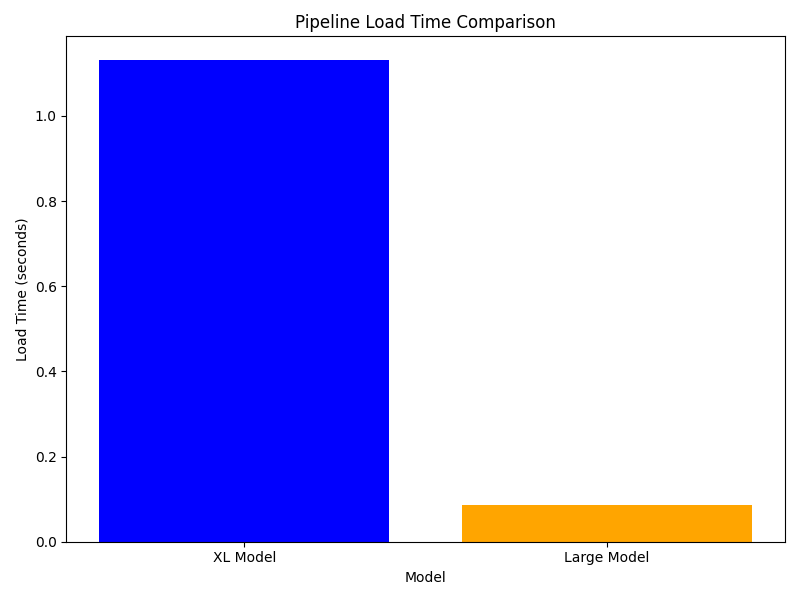 Pipeline Load Time Comparison
Load Time (seconds)
1.0
0.8
0.6
0.4
0.2
0.0
XL Model
Large Model
Model